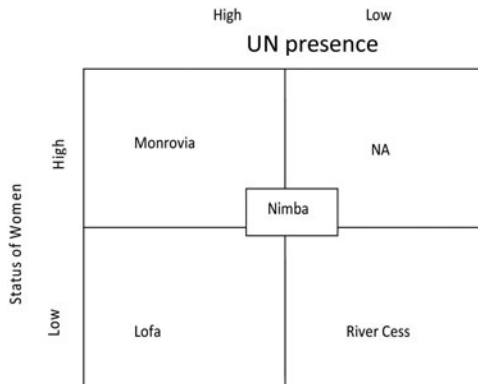 High Low
UN presence
High
Monrovia
NA
Nimba
Status of Women
Low
Lofa
River Cess